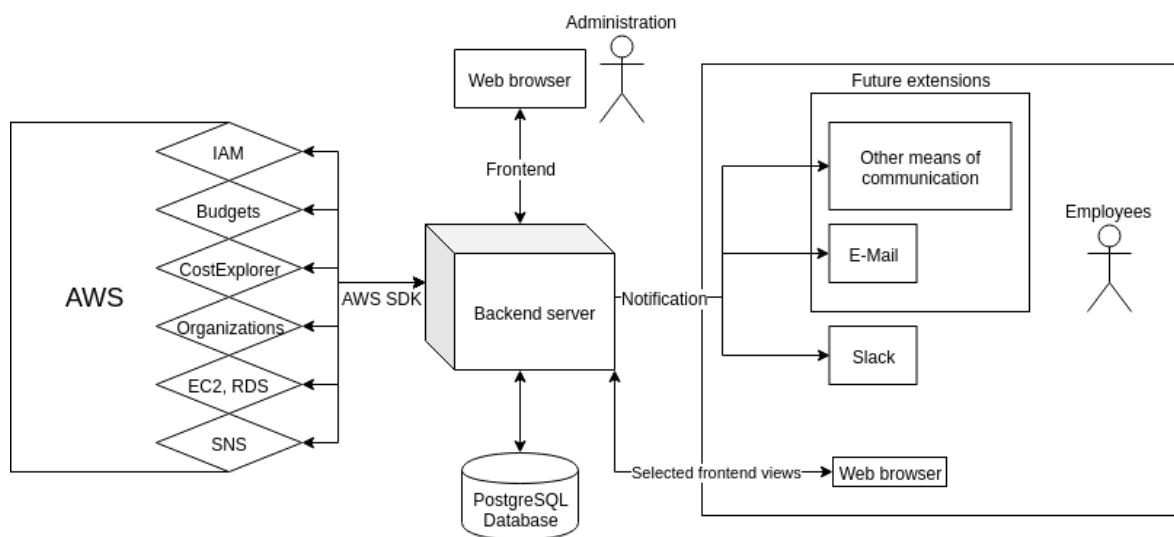 Administration
Web browser
Future extensions
IAM
Other means of
communication
Frontend
Budgets
Employees
E-Mail
CostExplorer
AWS
AWS SDK
Backend server
Notification
Organizations
Slack
EC2, RDS
SNS
Selected frontend views
Web browser
PostgreSQL
Database